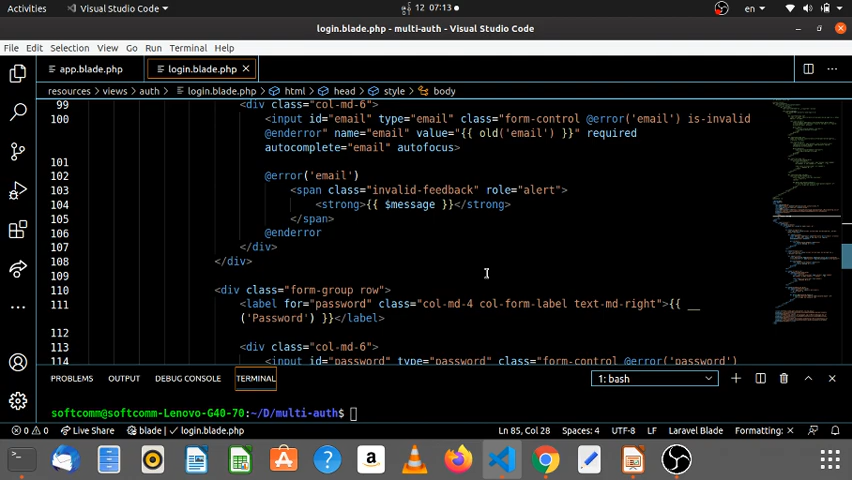 Activities
Visual Studio Code
12 07:13
en
login.blade.php - multi-auth - Visual Studio Code
File Edit Selection View Go Run Terminal Help
app.blade.php
login.blade.php
resources > views > auth > login.blade.php > html > head > style > body
99 <div class="col-md-6">
100 <input id="email" type="email" class="form-control @error('email') is-invalid
@enderror" name="email" value="{{ old('email') }}" required
autocomplete="email" autofocus>
101
102 @error('email')
103 <span class="invalid-feedback" role="alert">
104 <strong>{{ $message }}</strong>
105 </span>
106 @enderror
107 </div>
108 </div>
109
110 <div class="form-group row">
111 <label for="password" class="col-md-4 col-form-label text-md-right">{{ __
('Password') }}</label>
112
113 <div class="col-md-6">
114 <input id="password" type="password" class="form-control @error('password')
PROBLEMS OUTPUT DEBUG CONSOLE TERMINAL
1: bash
softcomm@softcomm-Lenovo-G40-70:~/D/multi-auth$
0 0 Live Share blade | ✓ login.blade.php Ln 85, Col 28 Spaces: 4 UTF-8 LF Laravel Blade Formatting: ×